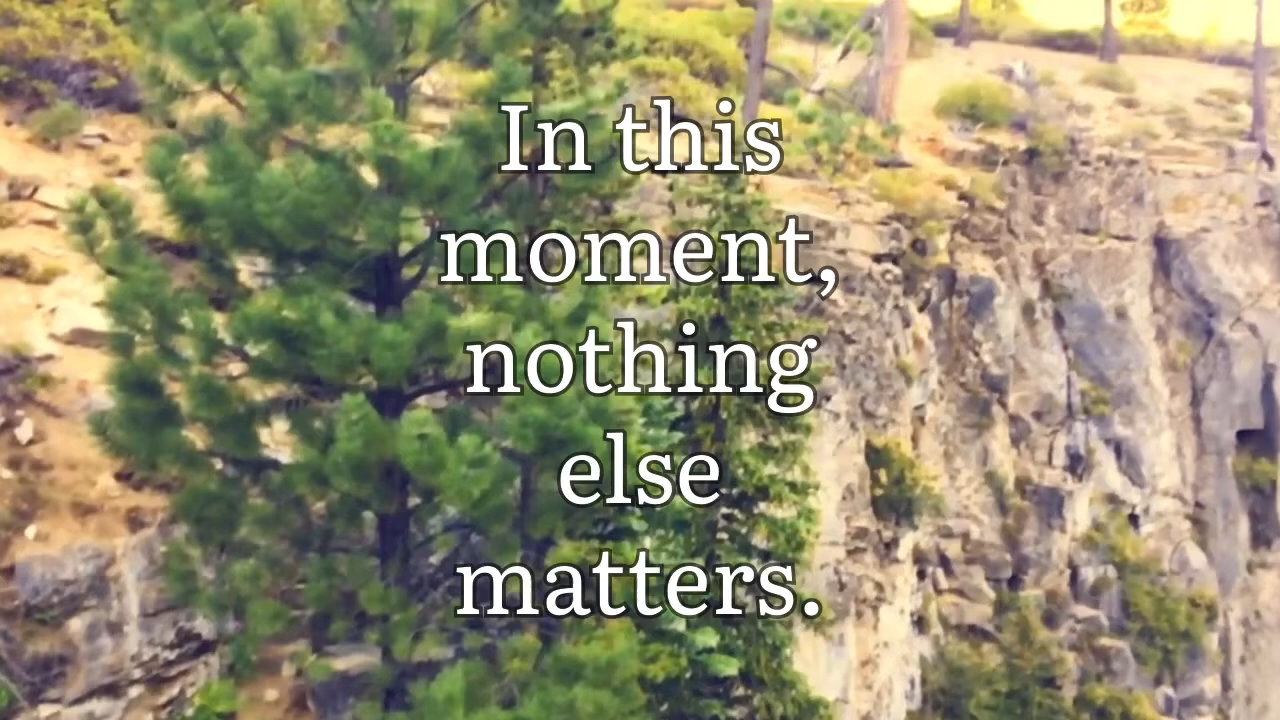 In this
moment,
nothing
else
matters.